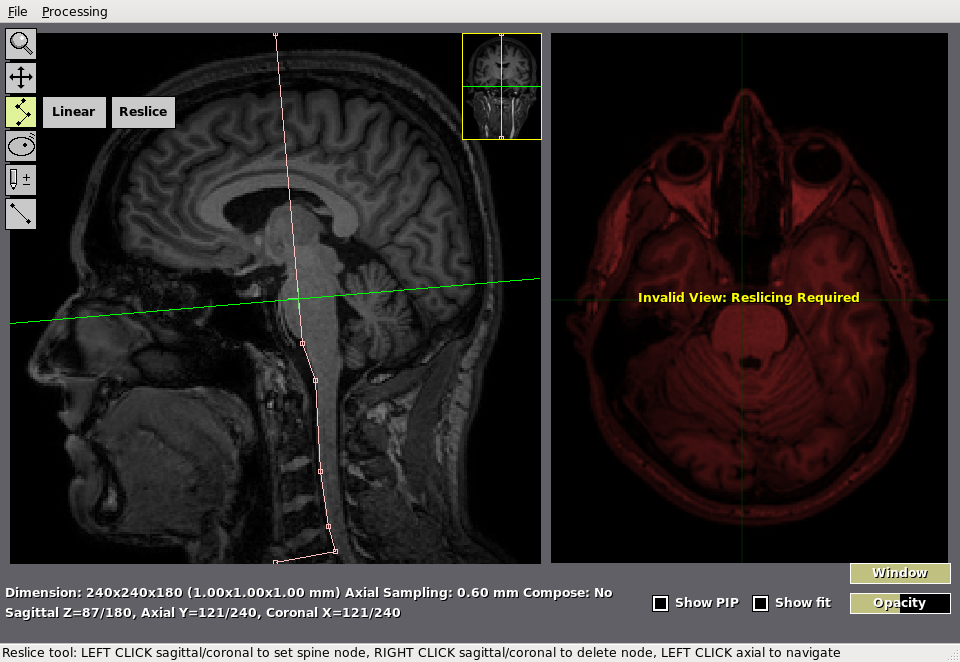 File Processing
Linear Reslice
Invalid View: Reslicing Required
Window
Dimension: 240x240x180 (1.00x1.00x1.00 mm) Axial Sampling: 0.60 mm Compose: No
Show PIP Show fit Opacity
Sagittal Z=87/180, Axial Y=121/240, Coronal X=121/240
Reslice tool: LEFT CLICK sagittal/coronal to set spine node, RIGHT CLICK sagittal/coronal to delete node, LEFT CLICK axial to navigate